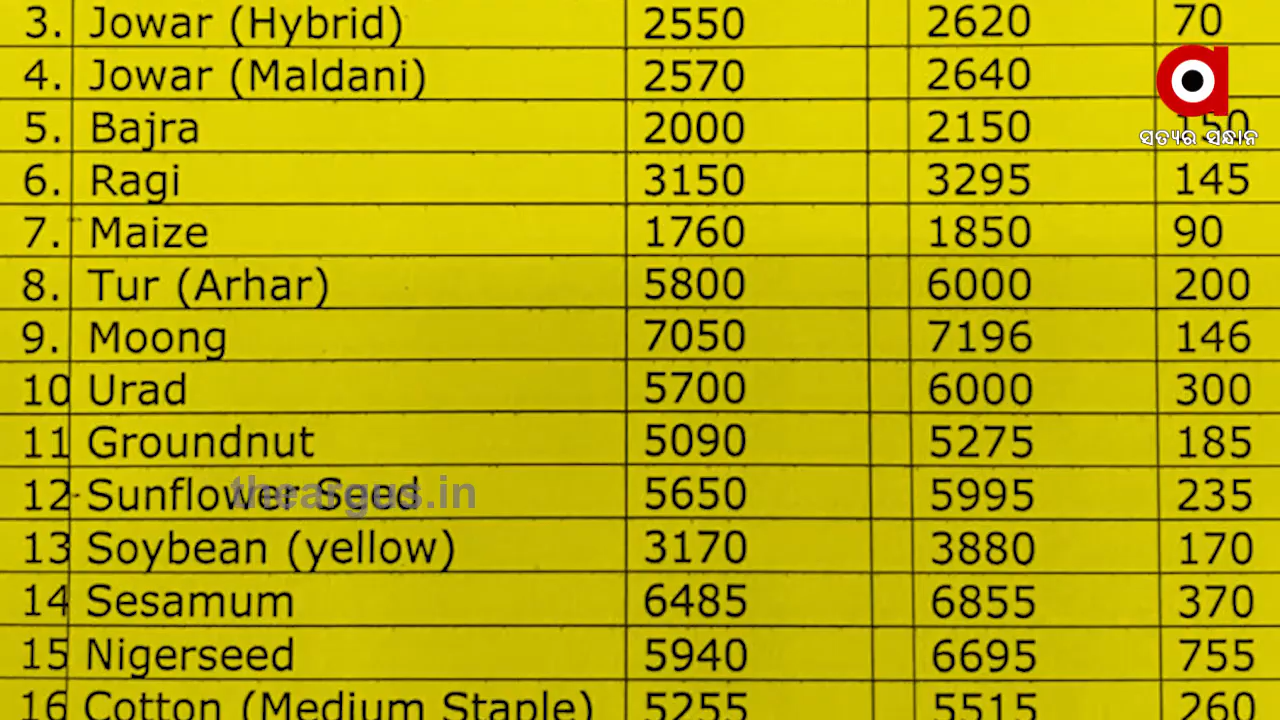 3. Jowar (Hybrid) 2550 2620 70
4. Jowar (Maldani) 2570 2640
5. Bajra 2000 2150 150
ସତ୍ୟର ସନ୍ଧାନ
6. Ragi 3150 3295 145
7. Maize 1760 1850 90
8. Tur (Arhar) 5800 6000 200
9. Moong 7050 7196 146
10 Urad 5700 6000 300
11 Groundnut 5090 5275 185
12 Sunflower Seed 5650 5995 235
theargus.in
13 Soybean (yellow) 3170 3880 170
14 Sesamum 6485 6855 370
15 Nigerseed 5940 6695 755
16 Cotton (Medium Staple) 5255 5515 260